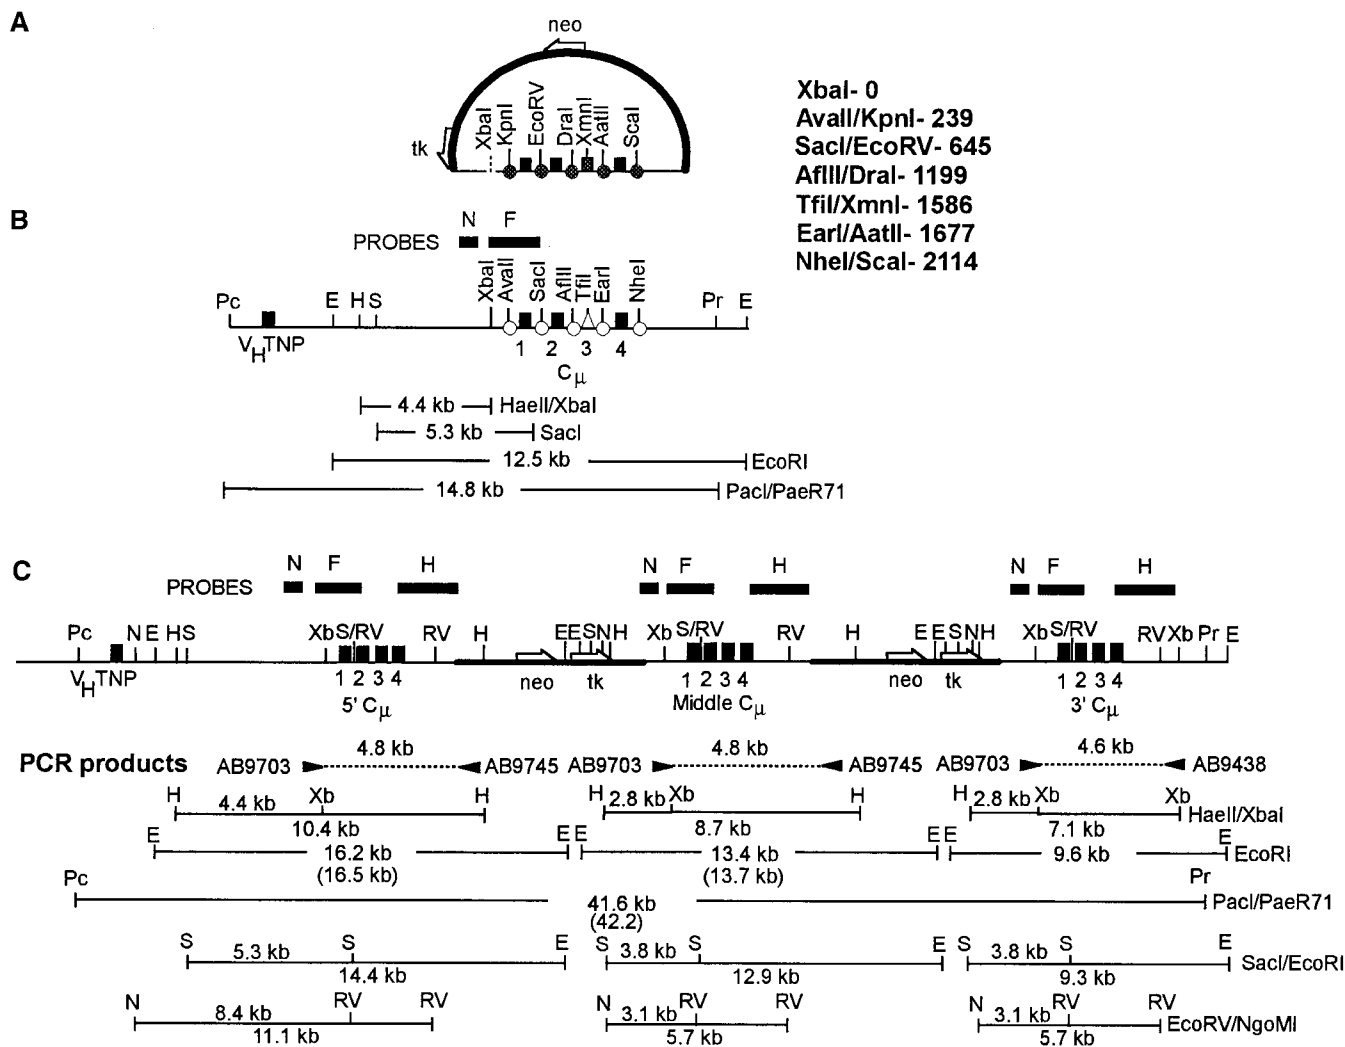 A
neo
tk
XbaI
KpnI
EcoRV
DraI
XmnI
AatII
ScaI
XbaI- 0
AvaII/KpnI- 239
SacI/EcoRV- 645
AflII/DraI- 1199
TfiI/XmnI- 1586
EarI/AatII- 1677
NheI/ScaI- 2114
B
N F
PROBES
XbaI
AvaII
SacI
AflII
TfiI
EarI
NheI
Pc E H S Pr E
VHTNP
1 2 3 4
Cμ
4.4 kb HaeII/XbaI
5.3 kb SacI
12.5 kb EcoRI
14.8 kb PacI/PaeR71
C
N F H N F H N F H
PROBES
Pc N E H S Xb S/RV RV H E E S N H Xb S/RV RV H E E S N H Xb S/RV RV Xb Pr E
VHTNP
1 2 3 4 neo tk 1 2 3 4 neo tk 1 2 3 4
5' Cμ Middle Cμ 3' Cμ
PCR products
4.8 kb 4.8 kb 4.6 kb
AB9703 AB9745 AB9703 AB9745 AB9703 AB9438
H 4.4 kb Xb H H 2.8 kb Xb H H 2.8 kb Xb Xb
10.4 kb 8.7 kb 7.1 kb HaeII/XbaI
E 16.2 kb E E 13.4 kb E E 9.6 kb E EcoRI
(16.5 kb) (13.7 kb)
Pc 41.6 kb Pr PacI/PaeR71
(42.2)
S 5.3 kb S E S 3.8 kb S E S 3.8 kb S E
14.4 kb 12.9 kb 9.3 kb SacI/EcoRI
N 8.4 kb RV RV N 3.1 kb RV RV N 3.1 kb RV RV
11.1 kb 5.7 kb 5.7 kb EcoRV/NgoMI